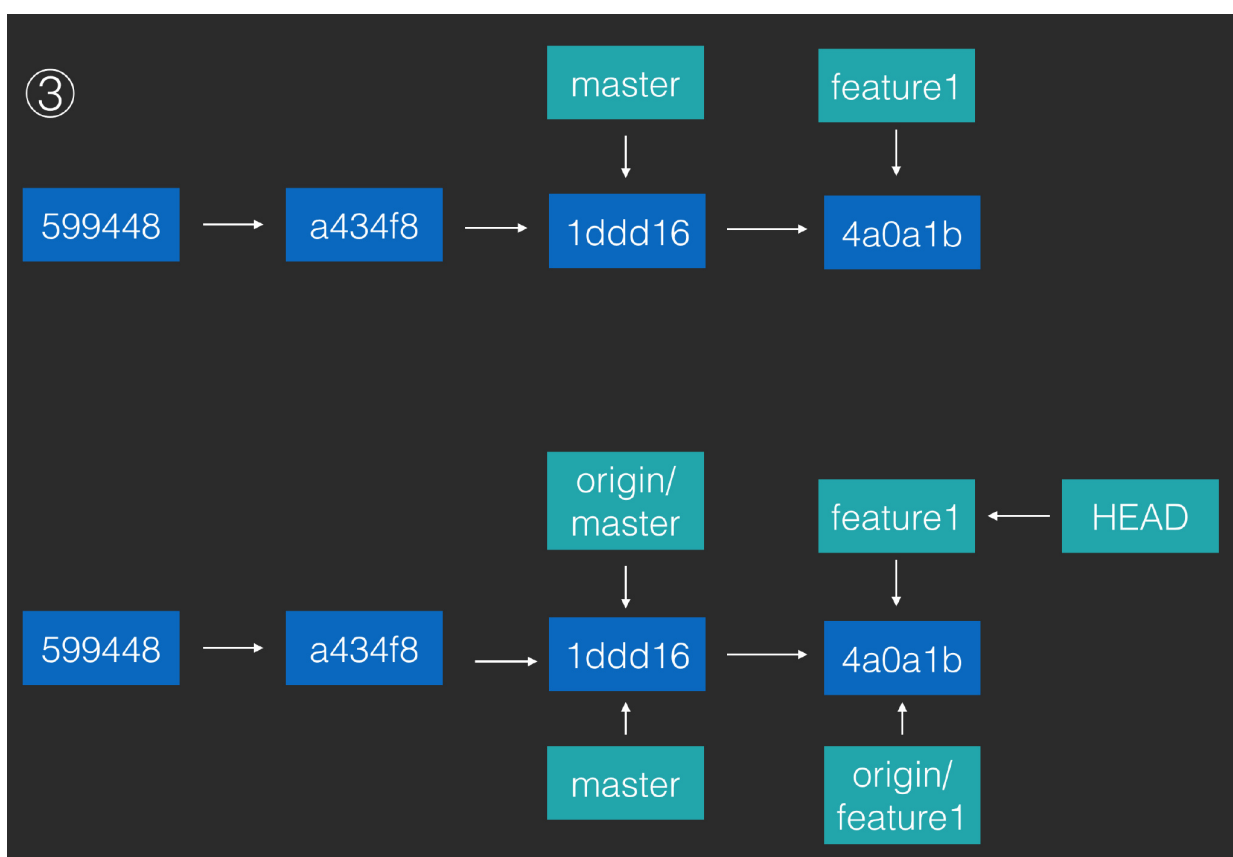 ③
master
feature1
599448
a434f8
1ddd16
4a0a1b
origin/
master
feature1
HEAD
599448
a434f8
1ddd16
4a0a1b
master
origin/
feature1